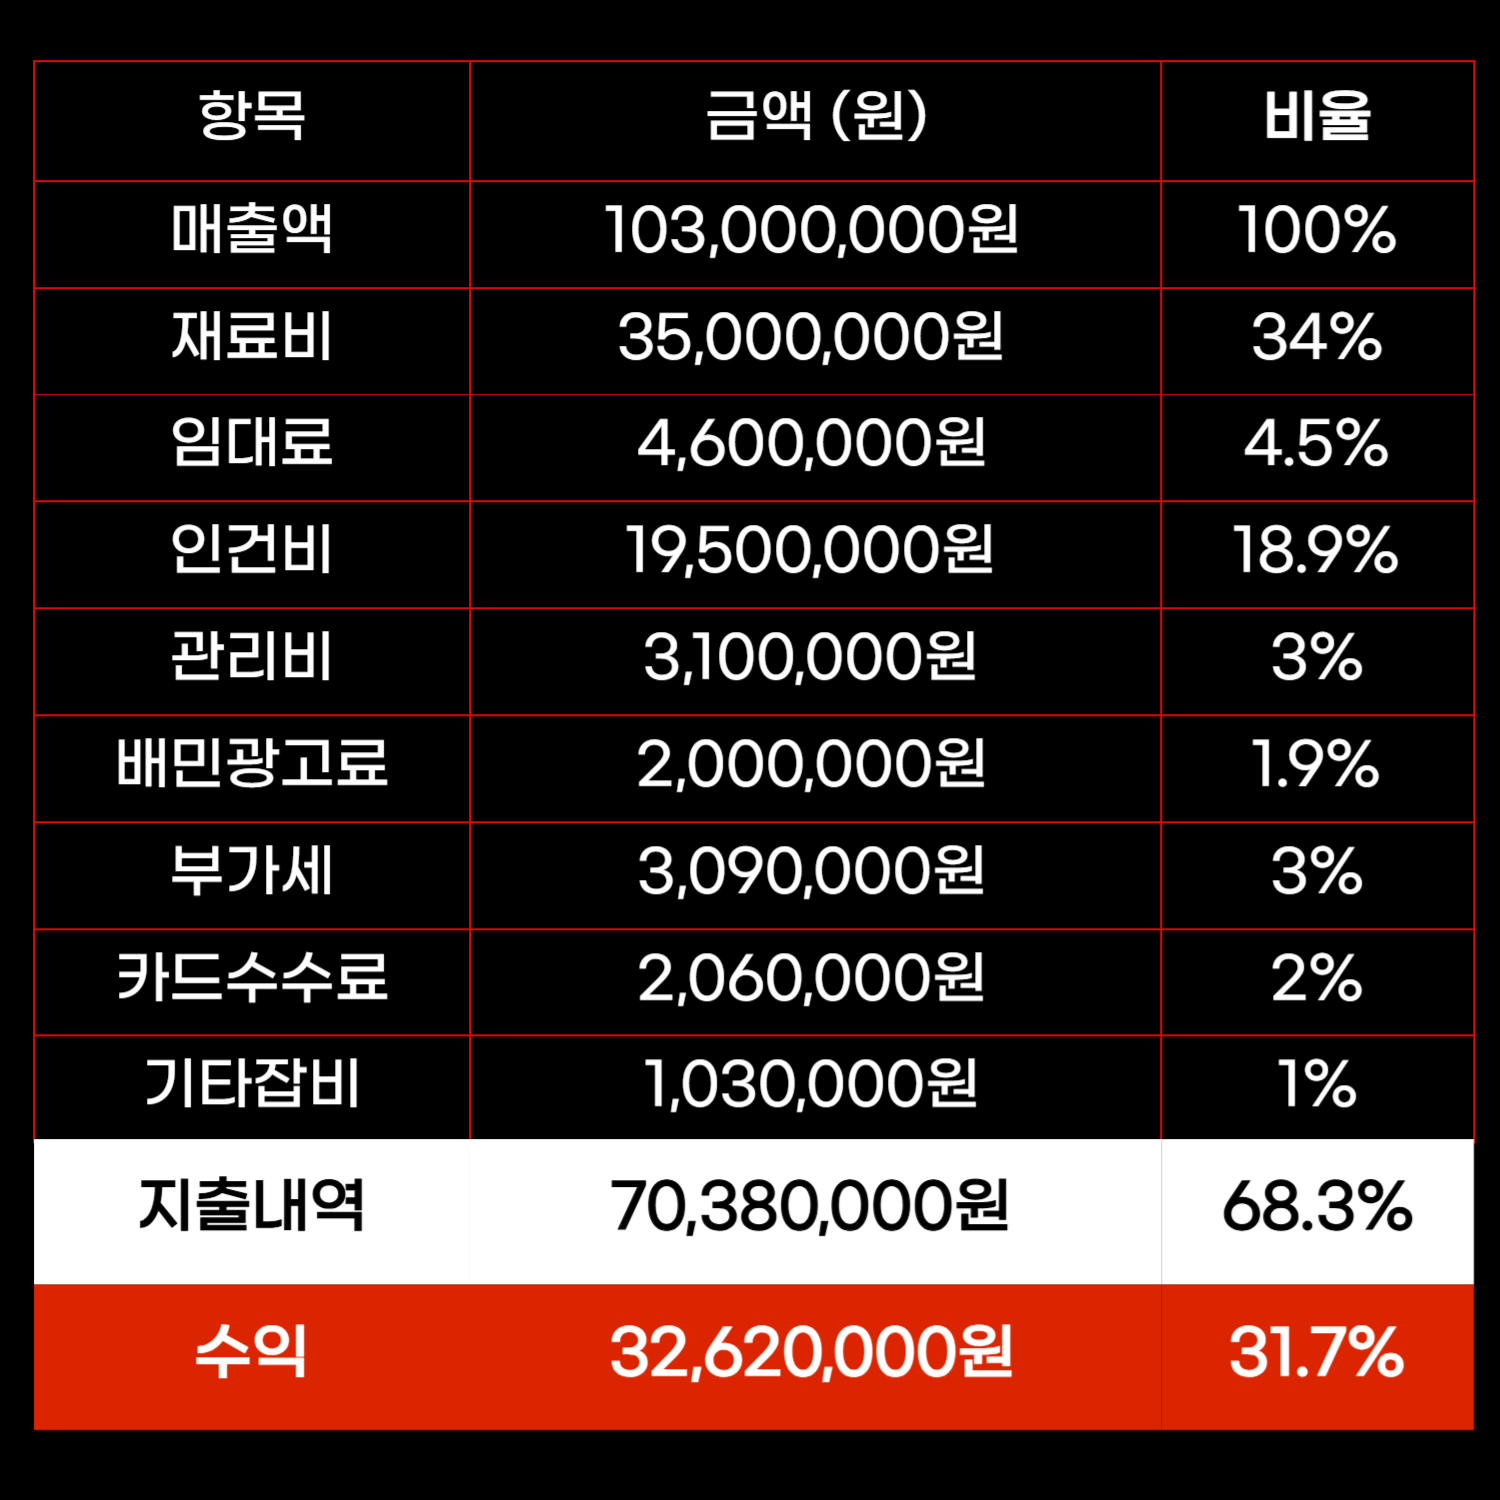 항목 금액 (원) 비율
매출액 103,000,000원 100%
재료비 35,000,000원 34%
임대료 4,600,000원 4.5%
인건비 19,500,000원 18.9%
관리비 3,100,000원 3%
배민광고료 2,000,000원 1.9%
부가세 3,090,000원 3%
카드수수료 2,060,000원 2%
기타잡비 1,030,000원 1%
지출내역 70,380,000원 68.3%
수익 32,620,000원 31.7%